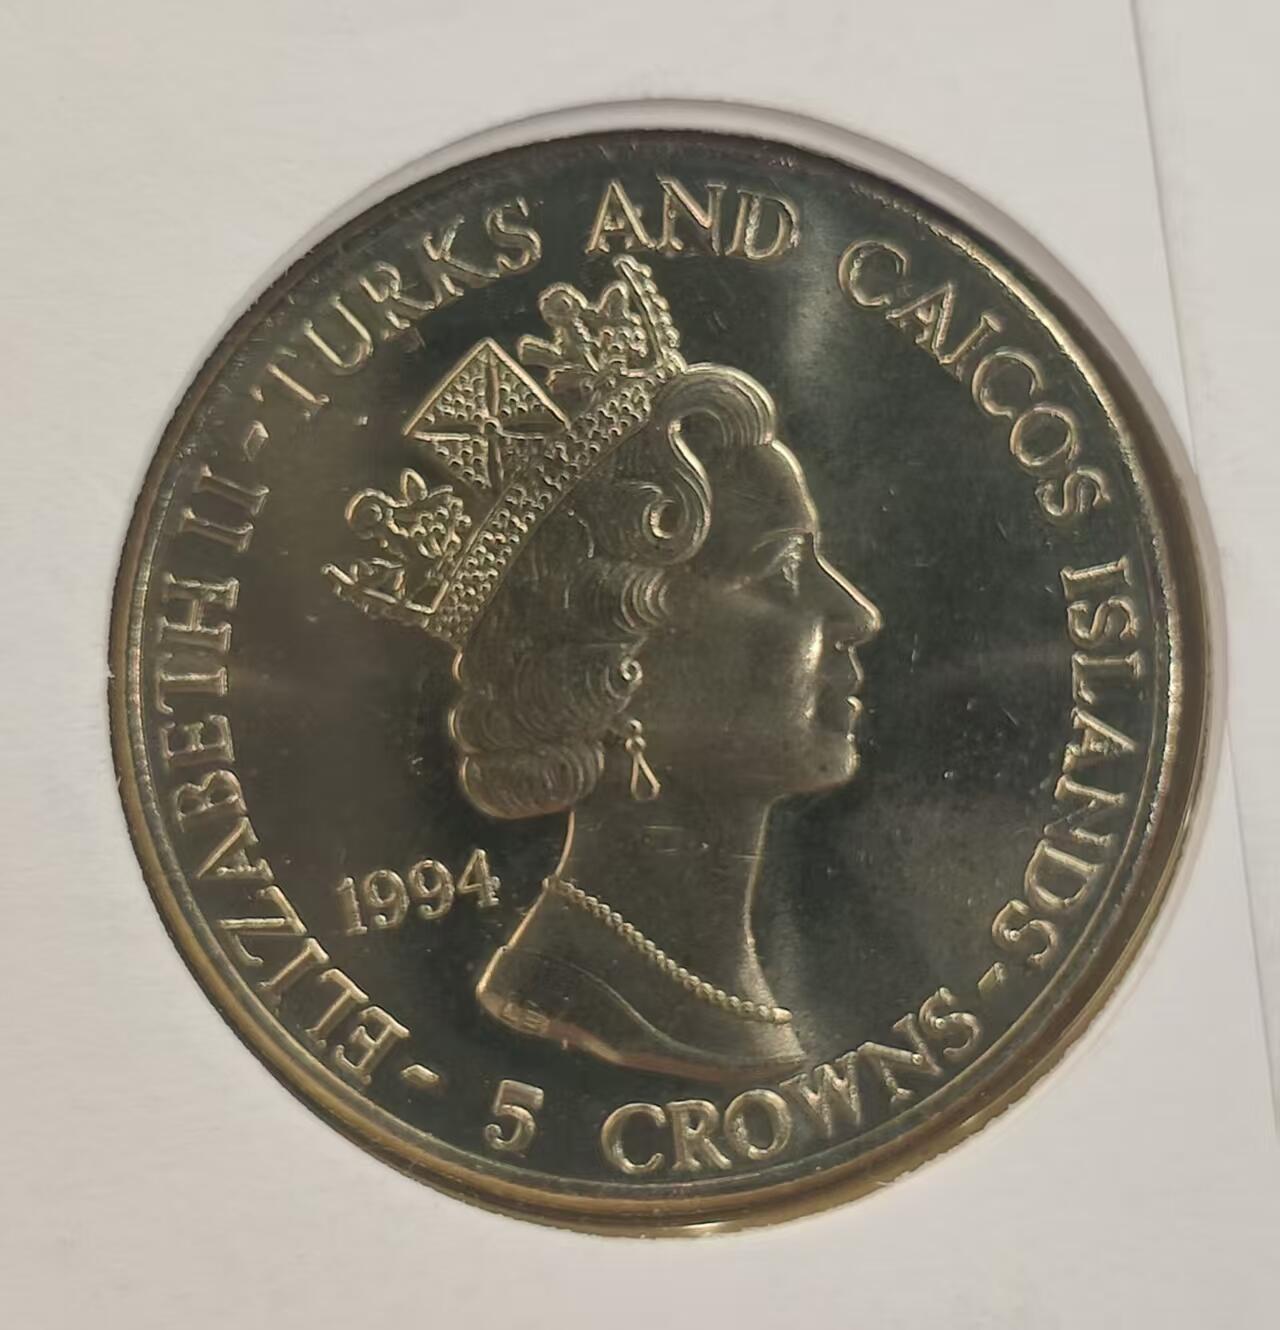 ELIZABETH II - TURKS AND CAICOS ISLANDS -
5 CROWNS -
1994